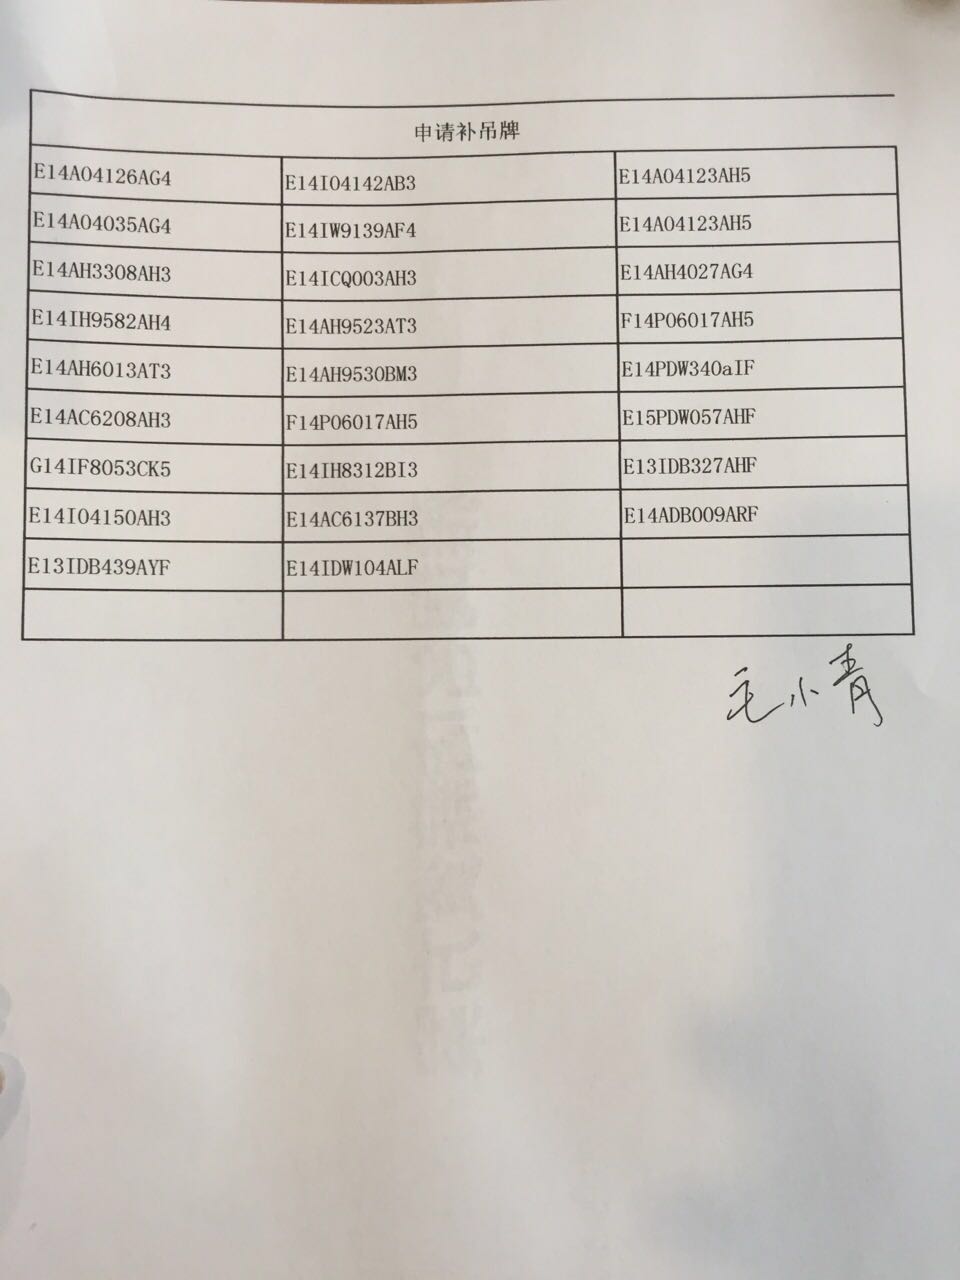 申请补吊牌
E14A04126AG4 E14I04142AB3 E14A04123AH5
E14A04035AG4 E14IW9139AF4 E14A04123AH5
E14AH3308AH3 E14ICQ003AH3 E14AH4027AG4
E14IH9582AH4 E14AH9523AT3 F14P06017AH5
E14AH6013AT3 E14AH9530BM3 E14PDW340aIF
E14AC6208AH3 F14P06017AH5 E15PDW057AHF
G14IF8053CK5 E14IH8312BI3 E13IDB327AHF
E14I04150AH3 E14AC6137BH3 E14ADB009ARF
E13IDB439AYF E14IDW104ALF
毛小青